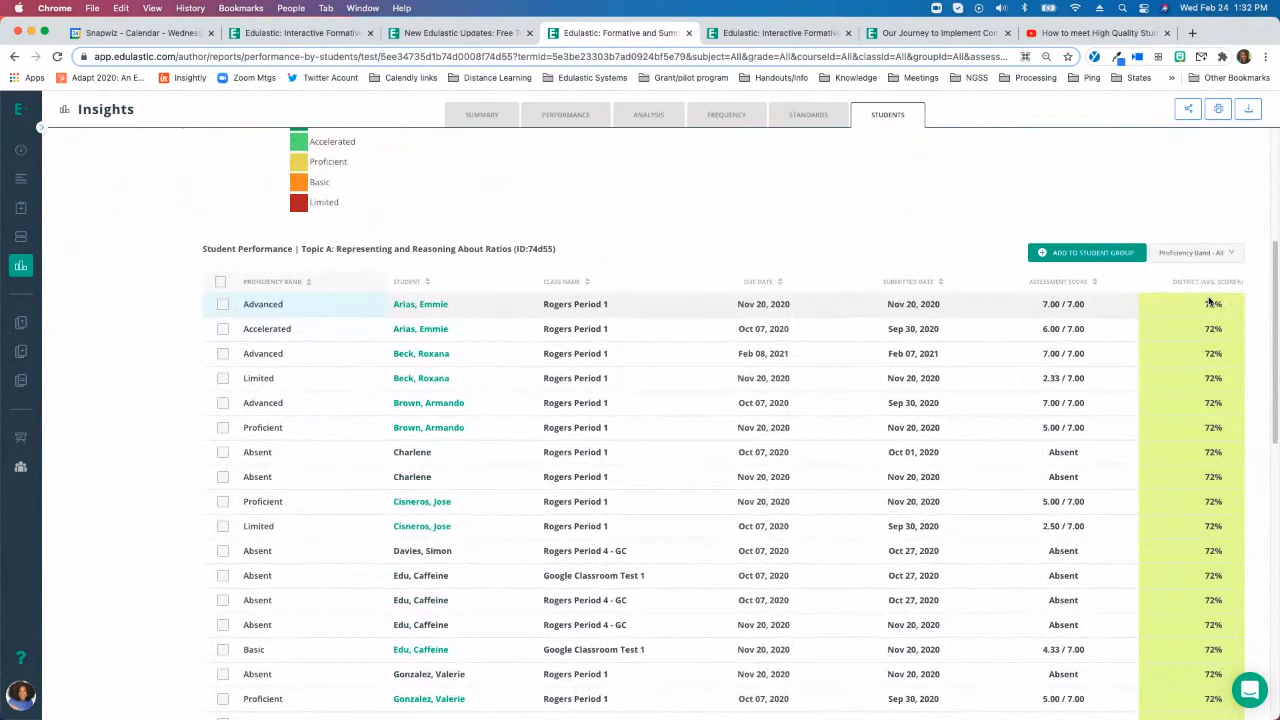 Chrome File Edit View History Bookmarks People Tab Window Help Wed Feb 24 1:32 PM
Snapwiz - Calendar - Wednes Edulastic: Interactive Formativ New Edulastic Updates: Free T Edulastic: Formative and Sum Edulastic: Interactive Formativ Our Journey to Implement Co How to meet High Quality Stud
app.edulastic.com/author/reports/performance-by-students/test/5ee34735d1b74d0008f74d55?termId=5e3e2303b7ad0924bf5e79&subject=All&grade=All&courseId=All&classId=All&groupId=All&assess...
Apps Adapt 2020: An E... Insightly Zoom Mtgs Twitter Acount Calendly links Distance Learning Edulastic Systems Grant/pilot propo Handouts/Info Know Meetings NGSS Processing Ping States » Other Bookmarks
Insights
SUMMARY PERFORMANCE ANALYSIS FREQUENCY STANDARDS STUDENTS
Accelerated
Proficient
Basic
Limited
Student Performance | Topic A: Representing and Reasoning About Ratios (ID:74d55)
ADD TO STUDENT GROUP Proficiency Band - All
PROFICIENCY BAND STUDENT CLASS NAME DUE DATE SUBMITTED DATE ASSESSMENT SCORE DISTRICT (AVG. SCORE%)
Advanced Arias, Emmie Rogers Period 1 Nov 20, 2020 Nov 20, 2020 7.00 / 7.00 72%
Accelerated Arias, Emmie Rogers Period 1 Oct 07, 2020 Sep 30, 2020 6.00 / 7.00 72%
Advanced Beck, Roxana Rogers Period 1 Feb 08, 2021 Feb 07, 2021 7.00 / 7.00 72%
Limited Beck, Roxana Rogers Period 1 Nov 20, 2020 Nov 20, 2020 2.33 / 7.00 72%
Advanced Brown, Armando Rogers Period 1 Oct 07, 2020 Sep 30, 2020 7.00 / 7.00 72%
Proficient Brown, Armando Rogers Period 1 Nov 20, 2020 Nov 20, 2020 5.00 / 7.00 72%
Absent Charlene Rogers Period 1 Oct 07, 2020 Oct 01, 2020 Absent 72%
Absent Charlene Rogers Period 1 Nov 20, 2020 Nov 20, 2020 Absent 72%
Proficient Cisneros, Jose Rogers Period 1 Nov 20, 2020 Nov 20, 2020 5.00 / 7.00 72%
Limited Cisneros, Jose Rogers Period 1 Oct 07, 2020 Sep 30, 2020 2.50 / 7.00 72%
Absent Davies, Simon Rogers Period 4 - GC Oct 07, 2020 Oct 27, 2020 Absent 72%
Absent Edu, Caffeine Google Classroom Test 1 Oct 07, 2020 Oct 27, 2020 Absent 72%
Absent Edu, Caffeine Rogers Period 4 - GC Oct 07, 2020 Oct 27, 2020 Absent 72%
Absent Edu, Caffeine Rogers Period 4 - GC Nov 20, 2020 Nov 20, 2020 Absent 72%
Basic Edu, Caffeine Google Classroom Test 1 Nov 20, 2020 Nov 20, 2020 4.33 / 7.00 72%
Absent Gonzalez, Valerie Rogers Period 1 Nov 20, 2020 Nov 20, 2020 Absent 72%
Proficient Gonzalez, Valerie Rogers Period 1 Oct 07, 2020 Sep 30, 2020 5.00 / 7.00 72%